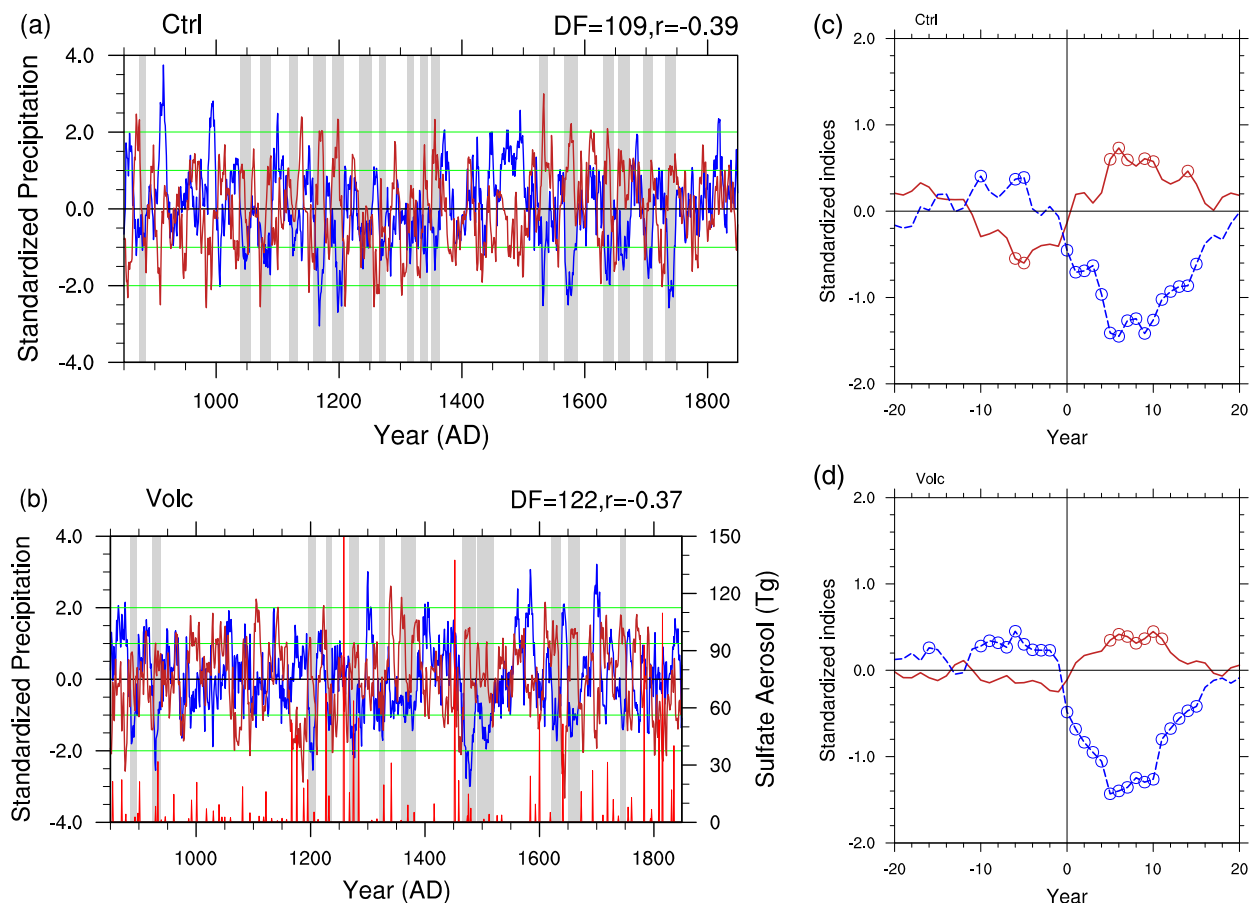 (a) Ctrl DF=109,r=-0.39
4.0
2.0
0.0
-2.0
-4.0
Standardized Precipitation
1000 1200 1400 1600 1800
Year (AD)
(b) Volc DF=122,r=-0.37
4.0
2.0
0.0
-2.0
-4.0
Standardized Precipitation
150
120
90
60
30
0
Sulfate Aerosol (Tg)
1000 1200 1400 1600 1800
Year (AD)
(c) Ctrl
2.0
1.0
0.0
-1.0
-2.0
Standardized indices
-20 -10 0 10 20
Year
(d) Volc
2.0
1.0
0.0
-1.0
-2.0
Standardized indices
-20 -10 0 10 20
Year